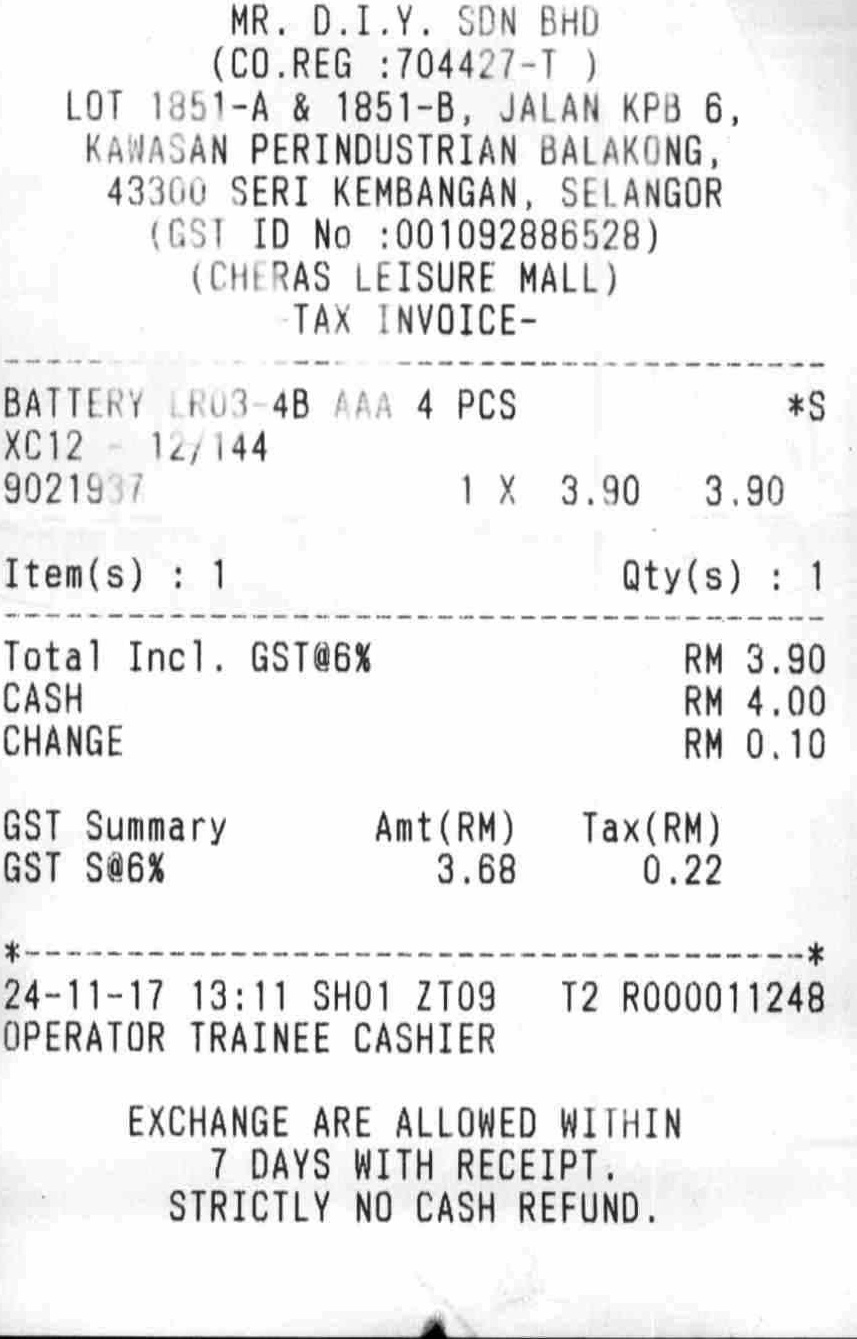 MR. D.I.Y. SDN BHD
(CO.REG :704427-T )
LOT 1851-A & 1851-B, JALAN KPB 6,
KAWASAN PERINDUSTRIAN BALAKONG,
43300 SERI KEMBANGAN, SELANGOR
(GST ID No :001092886528)
(CHERAS LEISURE MALL)
-TAX INVOICE-
BATTERY LR03-4B AAA 4 PCS *S
XC12 - 12/144
9021937 1 X 3.90 3.90
Item(s) : 1 Qty(s) : 1
Total Incl. GST@6% RM 3.90
CASH RM 4.00
CHANGE RM 0.10
GST Summary Amt(RM) Tax(RM)
GST S@6% 3.68 0.22
*--------------------------------------*
24-11-17 13:11 SH01 ZT09 T2 R000011248
OPERATOR TRAINEE CASHIER
EXCHANGE ARE ALLOWED WITHIN
7 DAYS WITH RECEIPT.
STRICTLY NO CASH REFUND.